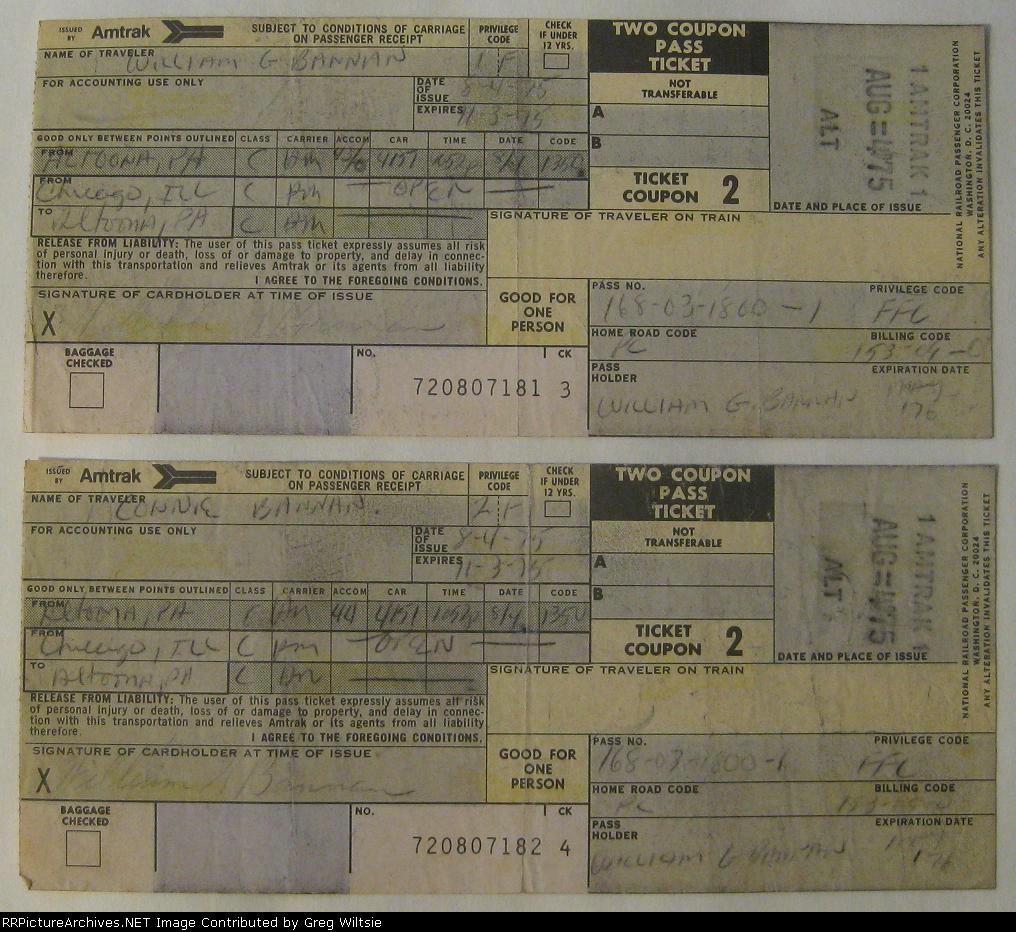 ISSUED BY Amtrak SUBJECT TO CONDITIONS OF CARRIAGE ON PASSENGER RECEIPT PRIVILEGE CODE CHECK IF UNDER 12 YRS.
NAME OF TRAVELER WILLIAM G BANNAN 1 F
FOR ACCOUNTING USE ONLY DATE OF ISSUE 8-4-75
EXPIRES 11-3-75
GOOD ONLY BETWEEN POINTS OUTLINED CLASS CARRIER ACCOM CAR TIME DATE CODE
FROM ALTOONA, PA C Am 4151 1052p 8/4
FROM Chicago, ILL C Am OPEN
TO Altoona, PA C Am
RELEASE FROM LIABILITY: The user of this pass ticket expressly assumes all risk
of personal injury or death, loss of or damage to property, and delay in connec-
tion with this transportation and relieves Amtrak or its agents from all liability
therefore. I AGREE TO THE FOREGOING CONDITIONS.
SIGNATURE OF CARDHOLDER AT TIME OF ISSUE
X
BAGGAGE CHECKED NO. CK
720807181 3
TWO COUPON
PASS
TICKET
NOT
TRANSFERABLE
A
B
TICKET COUPON 2
1 AMTRAK 1
AUG =475
ALT
DATE AND PLACE OF ISSUE
NATIONAL RAILROAD PASSENGER CORPORATION
WASHINGTON, D. C. 20024
ANY ALTERATION INVALIDATES THIS TICKET
SIGNATURE OF TRAVELER ON TRAIN
GOOD FOR
ONE
PERSON
PASS NO. PRIVILEGE CODE
168-03-1800-1 FFC
HOME ROAD CODE BILLING CODE
PC
PASS HOLDER EXPIRATION DATE
WILLIAM G. BANNAN
ISSUED BY Amtrak SUBJECT TO CONDITIONS OF CARRIAGE ON PASSENGER RECEIPT PRIVILEGE CODE CHECK IF UNDER 12 YRS.
NAME OF TRAVELER CONNIE BANNAN 2 F
FOR ACCOUNTING USE ONLY DATE OF ISSUE 8-4-75
EXPIRES 11-3-75
GOOD ONLY BETWEEN POINTS OUTLINED CLASS CARRIER ACCOM CAR TIME DATE CODE
FROM Altoona, PA C Am 44 4151 1052p 8/4
FROM Chicago, ILL C Am OPEN
TO Altoona, PA C Am
RELEASE FROM LIABILITY: The user of this pass ticket expressly assumes all risk
of personal injury or death, loss of or damage to property, and delay in connec-
tion with this transportation and relieves Amtrak or its agents from all liability
therefore. I AGREE TO THE FOREGOING CONDITIONS.
SIGNATURE OF CARDHOLDER AT TIME OF ISSUE
X William G Bannan
BAGGAGE CHECKED NO. CK
720807182 4
TWO COUPON
PASS
TICKET
NOT
TRANSFERABLE
A
B
TICKET COUPON 2
1 AMTRAK 1
AUG =475
ALT
DATE AND PLACE OF ISSUE
NATIONAL RAILROAD PASSENGER CORPORATION
WASHINGTON, D. C. 20024
ANY ALTERATION INVALIDATES THIS TICKET
SIGNATURE OF TRAVELER ON TRAIN
GOOD FOR
ONE
PERSON
PASS NO. PRIVILEGE CODE
168-03-1800-1 FFC
HOME ROAD CODE BILLING CODE
PC
PASS HOLDER EXPIRATION DATE
WILLIAM G BANNAN
RRPictureArchives.NET Image Contributed by Greg Wiltsie